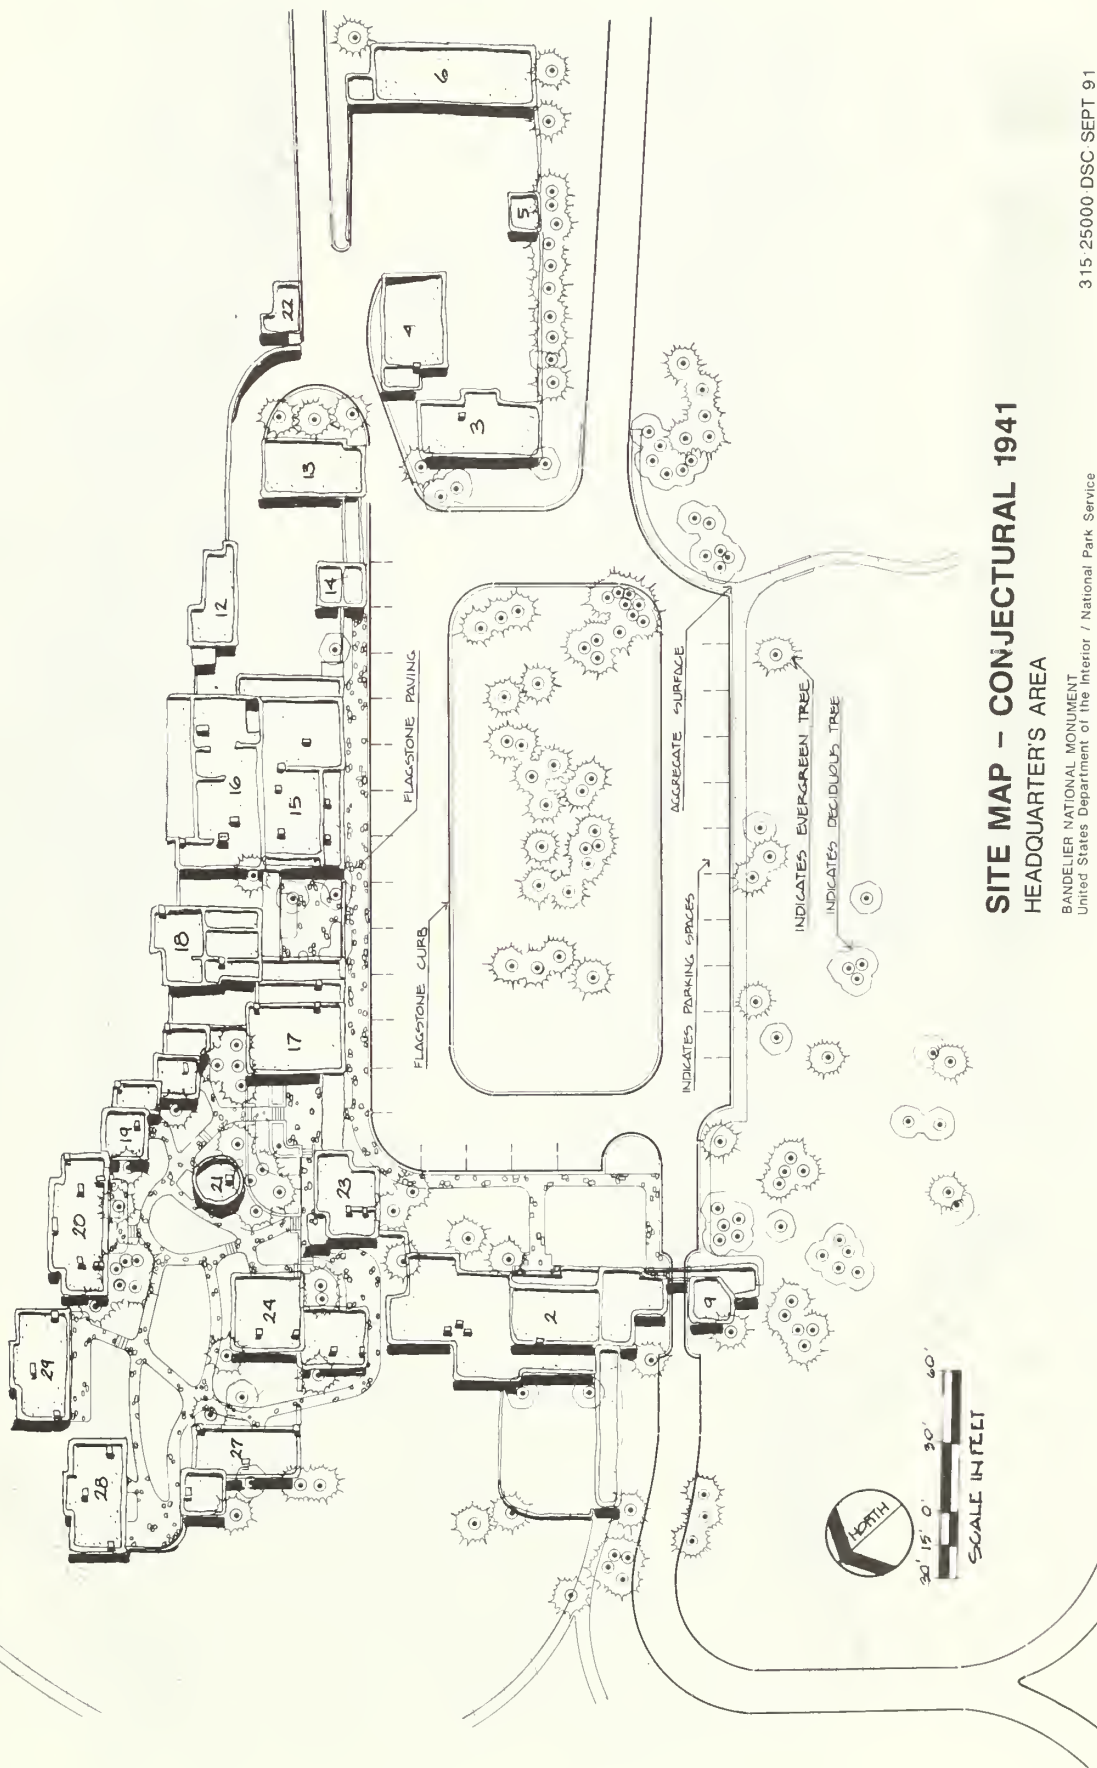 6
5
22
4
3
13
12
14
16
15
18
17
19
20
21
23
24
2
9
29
27
28
FLAGSTONE PAVING
FLAGSTONE CURB
AGGREGATE SURFACE
INDICATES PARKING SPACES
INDICATES EVERGREEN TREE
INDICATES DECIDUOUS TREE
NORTH
30' 15' 0' 30' 60'
SCALE IN FEET
SITE MAP – CONJECTURAL 1941
HEADQUARTER'S AREA
BANDELIER NATIONAL MONUMENT
United States Department of the Interior / National Park Service
315·25000·DSC·SEPT 91